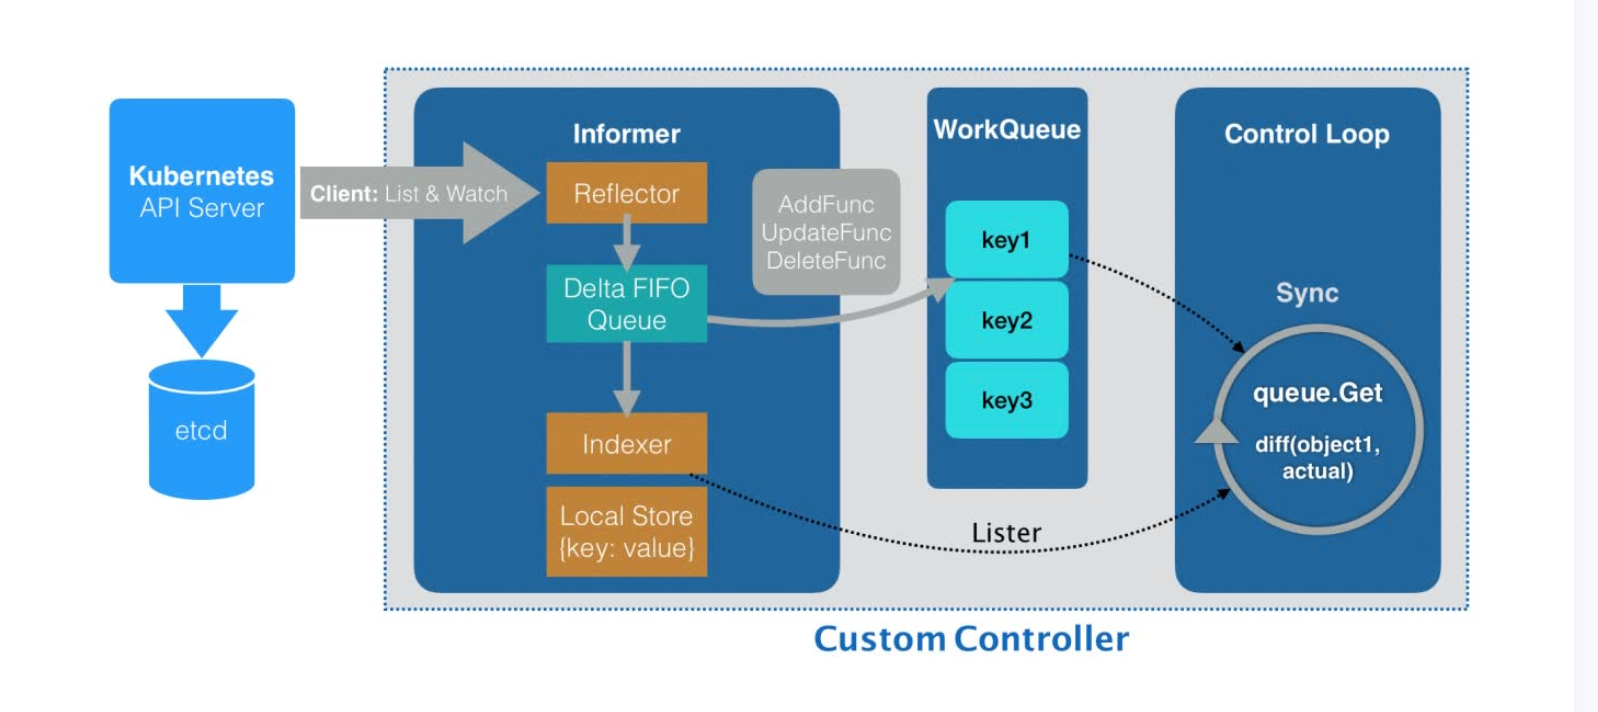 Kubernetes
API Server
etcd
Client: List & Watch
Informer
Reflector
Delta FIFO
Queue
Indexer
Local Store
{key: value}
AddFunc
UpdateFunc
DeleteFunc
WorkQueue
key1
key2
key3
Lister
Control Loop
Sync
queue.Get
diff(object1,
actual)
Custom Controller